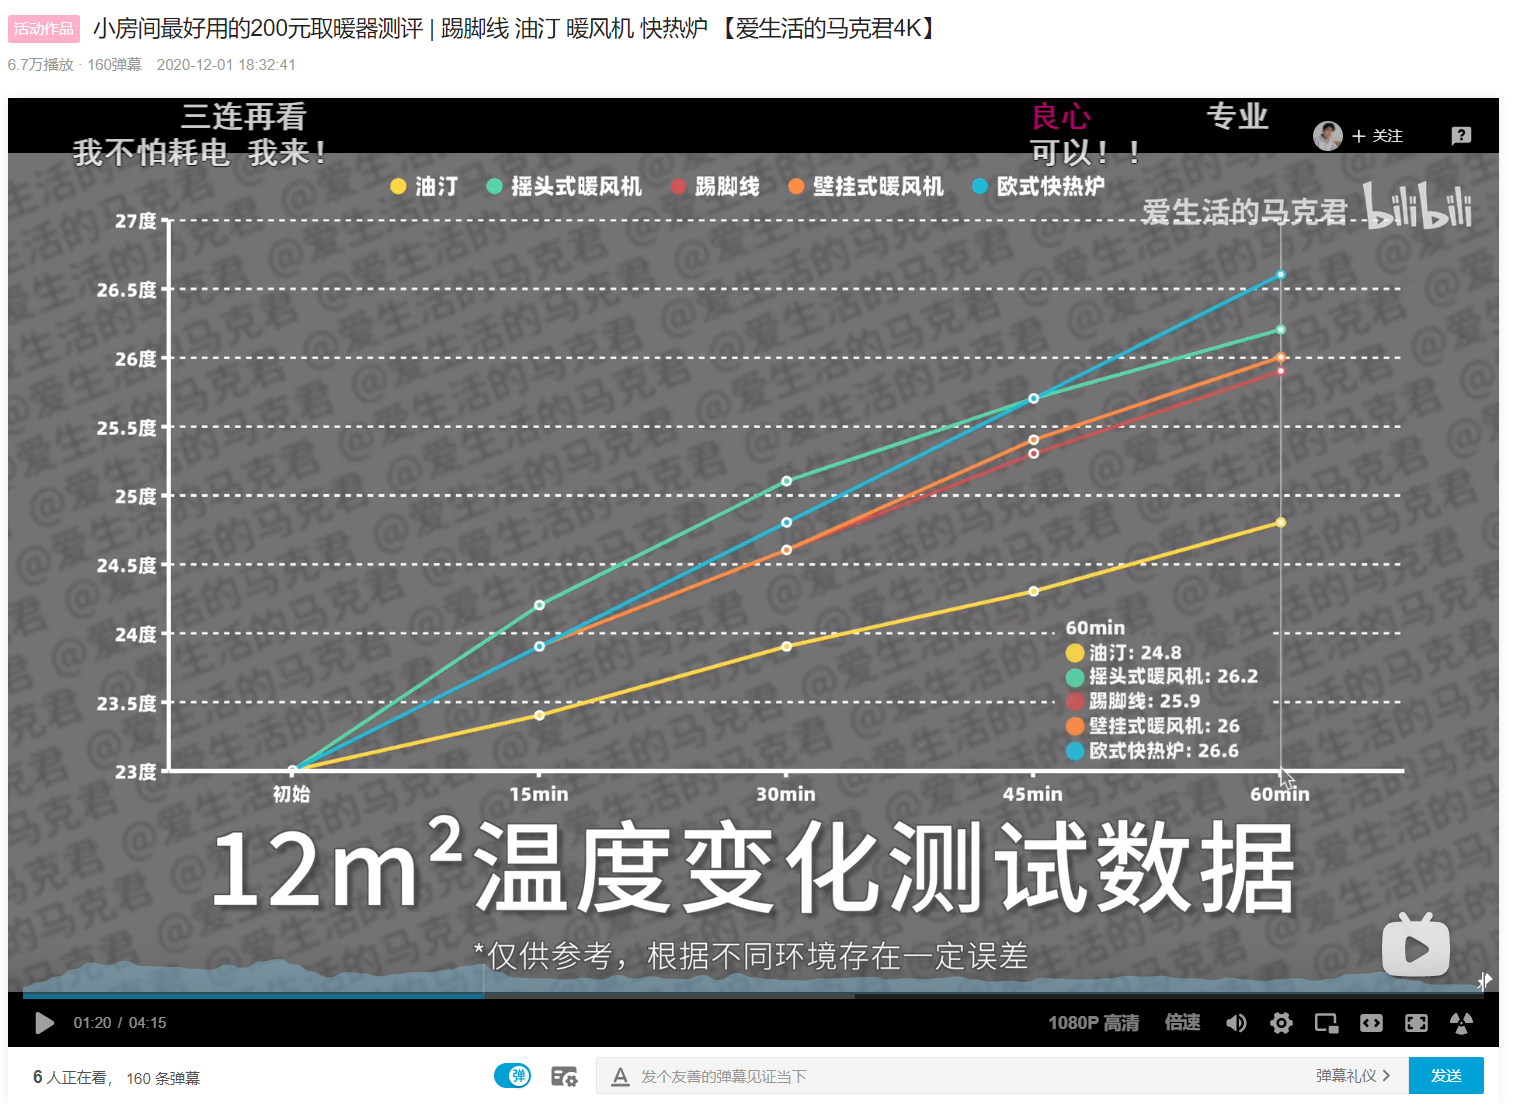 活动作品 小房间最好用的200元取暖器测评 | 踢脚线 油汀 暖风机 快热炉 【爱生活的马克君4K】
6.7万播放 · 160弹幕 2020-12-01 18:32:41
三连再看 良心 专业
+ 关注
我不怕耗电 我来! 可以！！
油汀 摇头式暖风机 踢脚线 壁挂式暖风机 欧式快热炉
爱生活的马克君 bilibili
27度
26.5度
26度
25.5度
25度
24.5度
24度
23.5度
23度
60min
油汀: 24.8
摇头式暖风机: 26.2
踢脚线: 25.9
壁挂式暖风机: 26
欧式快热炉: 26.6
初始 15min 30min 45min 60min
12m²温度变化测试数据
*仅供参考，根据不同环境存在一定误差
01:20 / 04:15 1080P 高清 倍速
6 人正在看， 160 条弹幕 弹 发个友善的弹幕见证当下 弹幕礼仪 发送
@爱生活的马克君